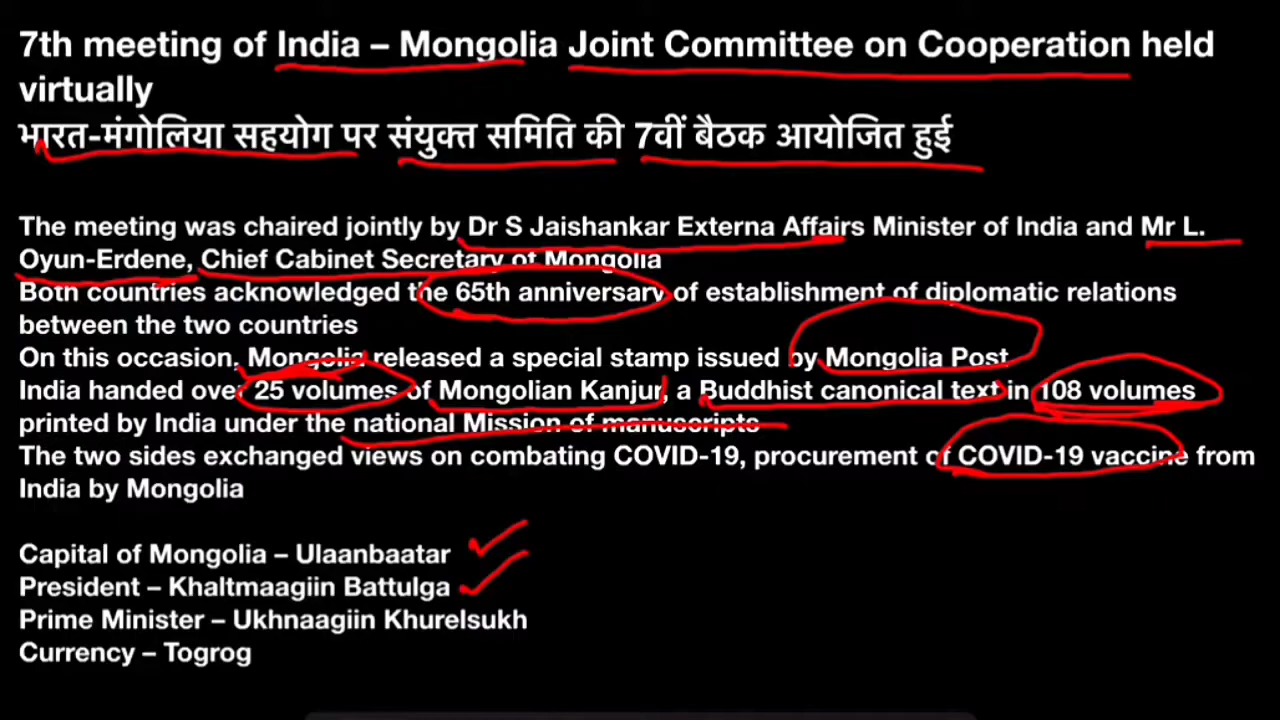 7th meeting of India – Mongolia Joint Committee on Cooperation held
virtually
भारत-मंगोलिया सहयोग पर संयुक्त समिति की 7वीं बैठक आयोजित हुई
The meeting was chaired jointly by Dr S Jaishankar Externa Affairs Minister of India and Mr L.
Oyun-Erdene, Chief Cabinet Secretary of Mongolia
Both countries acknowledged the 65th anniversary of establishment of diplomatic relations
between the two countries
On this occasion, Mongolia released a special stamp issued by Mongolia Post
India handed over 25 volumes of Mongolian Kanjur, a Buddhist canonical text in 108 volumes
printed by India under the national Mission of manuscripts
The two sides exchanged views on combating COVID-19, procurement of COVID-19 vaccine from
India by Mongolia
Capital of Mongolia – Ulaanbaatar
President – Khaltmaagiin Battulga
Prime Minister – Ukhnaagiin Khurelsukh
Currency – Togrog